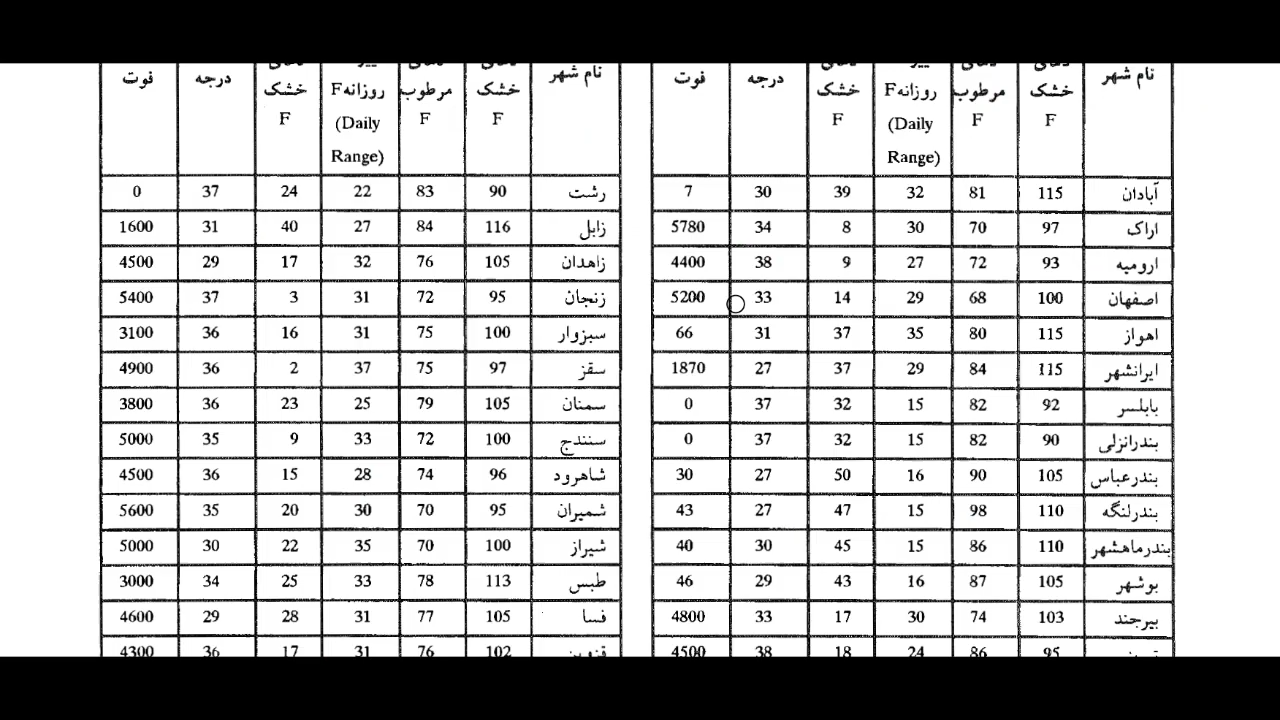 نام شهر خشک F مرطوب F روزانه F (Daily Range) خشک F درجه فوت
آبادان 115 81 32 39 30 7
اراک 97 70 30 8 34 5780
ارومیه 93 72 27 9 38 4400
اصفهان 100 68 29 14 33 5200
اهواز 115 80 35 37 31 66
ایرانشهر 115 84 29 37 27 1870
بابلسر 92 82 15 32 37 0
بندرانزلی 90 82 15 32 37 0
بندرعباس 105 90 16 50 27 30
بندرلنگه 110 98 15 47 27 43
بندرماهشهر 110 86 15 45 30 40
بوشهر 105 87 16 43 29 46
بیرجند 103 74 30 17 33 4800
95 86 24 18 38 4500
نام شهر خشک F مرطوب F روزانه F (Daily Range) خشک F درجه فوت
رشت 90 83 22 24 37 0
زابل 116 84 27 40 31 1600
زاهدان 105 76 32 17 29 4500
زنجان 95 72 31 3 37 5400
سبزوار 100 75 31 16 36 3100
سقز 97 75 37 2 36 4900
سمنان 105 79 25 23 36 3800
سنندج 100 72 33 9 35 5000
شاهرود 96 74 28 15 36 4500
شمیران 95 70 30 20 35 5600
شیراز 100 70 35 22 30 5000
طبس 113 78 33 25 34 3000
فسا 105 77 31 28 29 4600
قزوین 102 76 31 17 36 4300